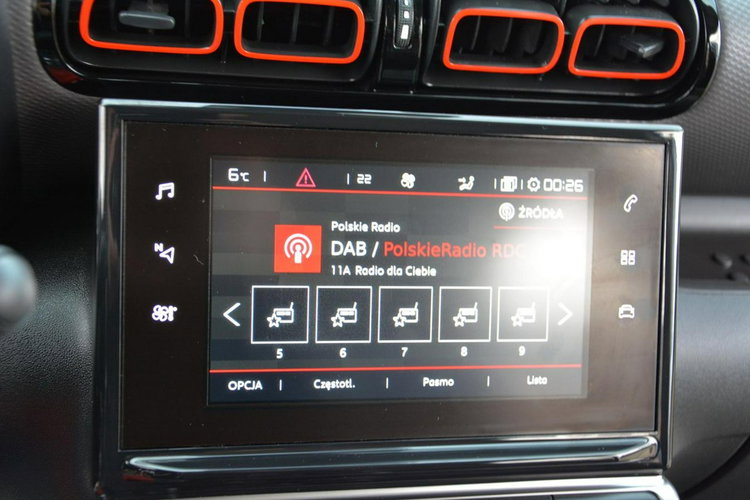 6°C 22 00:26
ŹRÓDŁA
Polskie Radio
DAB / PolskieRadio RDC
11A Radio dla Ciebie
5 6 7 8 9
OPCJA Częstotl. Pasmo Lista
N